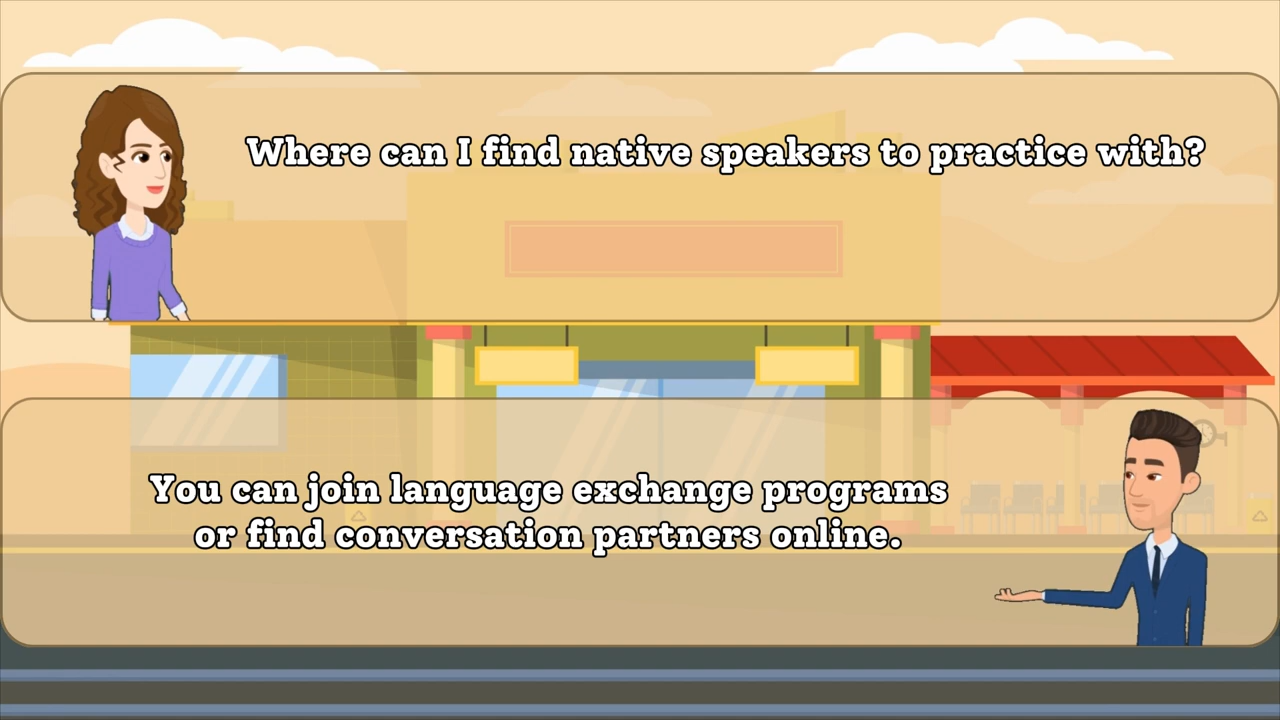 Where can I find native speakers to practice with?
You can join language exchange programs
or find conversation partners online.